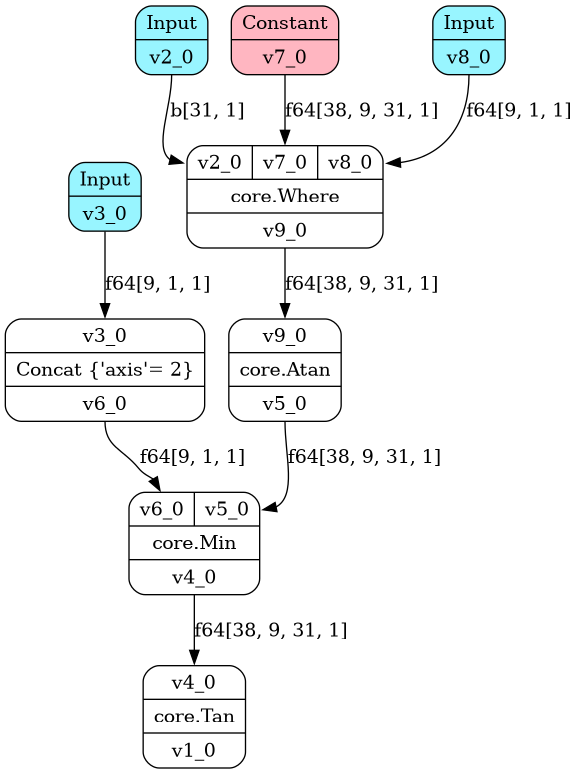 Input
v2_0
Constant
v7_0
Input
v8_0
b[31, 1]
f64[38, 9, 31, 1]
f64[9, 1, 1]
v2_0 v7_0 v8_0
core.Where
v9_0
Input
v3_0
f64[9, 1, 1]
f64[38, 9, 31, 1]
v3_0
Concat {'axis'= 2}
v6_0
v9_0
core.Atan
v5_0
f64[9, 1, 1]
f64[38, 9, 31, 1]
v6_0 v5_0
core.Min
v4_0
f64[38, 9, 31, 1]
v4_0
core.Tan
v1_0